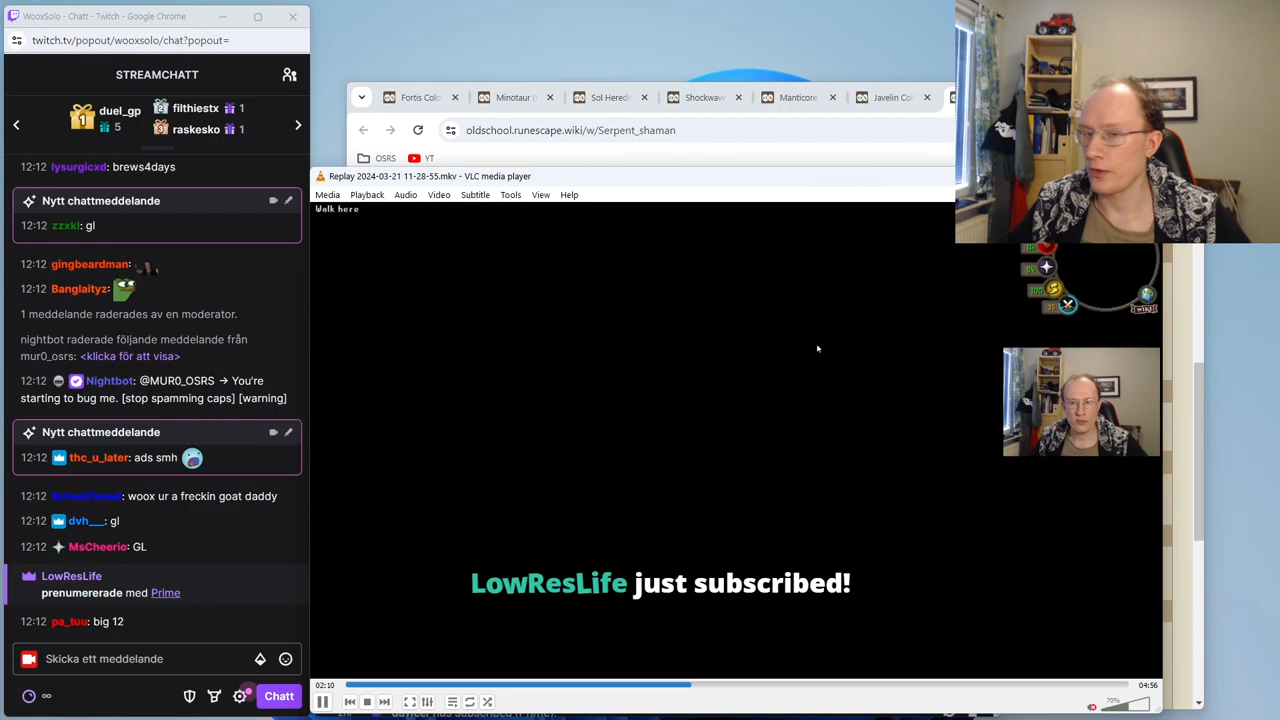 WooxSolo - Chatt - Twitch - Google Chrome
twitch.tv/popout/wooxsolo/chat?popout=
STREAMCHATT
1
duel_gp
5
filthiestx 1
raskesko 1
12:12 lysurgicxd: brews4days
Nytt chattmeddelande
12:12 zzxkl: gl
12:12 gingbeardman:
12:12 Banglaityz:
1 meddelande raderades av en moderator.
nightbot raderade följande meddelande från
mur0_osrs: <klicka för att visa>
12:12 Nightbot: @MUR0_OSRS → You're
starting to bug me. [stop spamming caps] [warning]
Nytt chattmeddelande
12:12 thc_u_later: ads smh
12:12 woox ur a freckin goat daddy
12:12 dvh___: gl
12:12 MsCheerio: GL
LowResLife
prenumererade med Prime
12:12 pa_tuu: big 12
Skicka ett meddelande
Chatt
Fortis Colo
Minotaur (
Sol Heredi
Shockwave
Manticore
Javelin Col
oldschool.runescape.wiki/w/Serpent_shaman
OSRS
YT
Replay 2024-03-21 11-28-55.mkv - VLC media player
Media Playback Audio Video Subtitle Tools View Help
Walk here
WIKI
LowResLife just subscribed!
02:10
04:56
70%